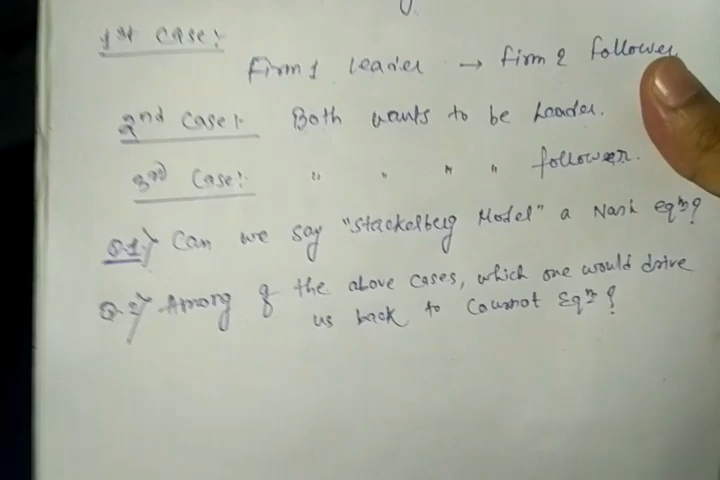 1st Case:
Firm 1 leader → firm 2 follower
2nd Case:- Both wants to be leader.
3rd Case:- " " " " follower.
Q.1) Can we say "Stackelberg Model" a Nash eqm?
Q.2) Among of the above cases, which one would drive
us back to Cournot Eqm?